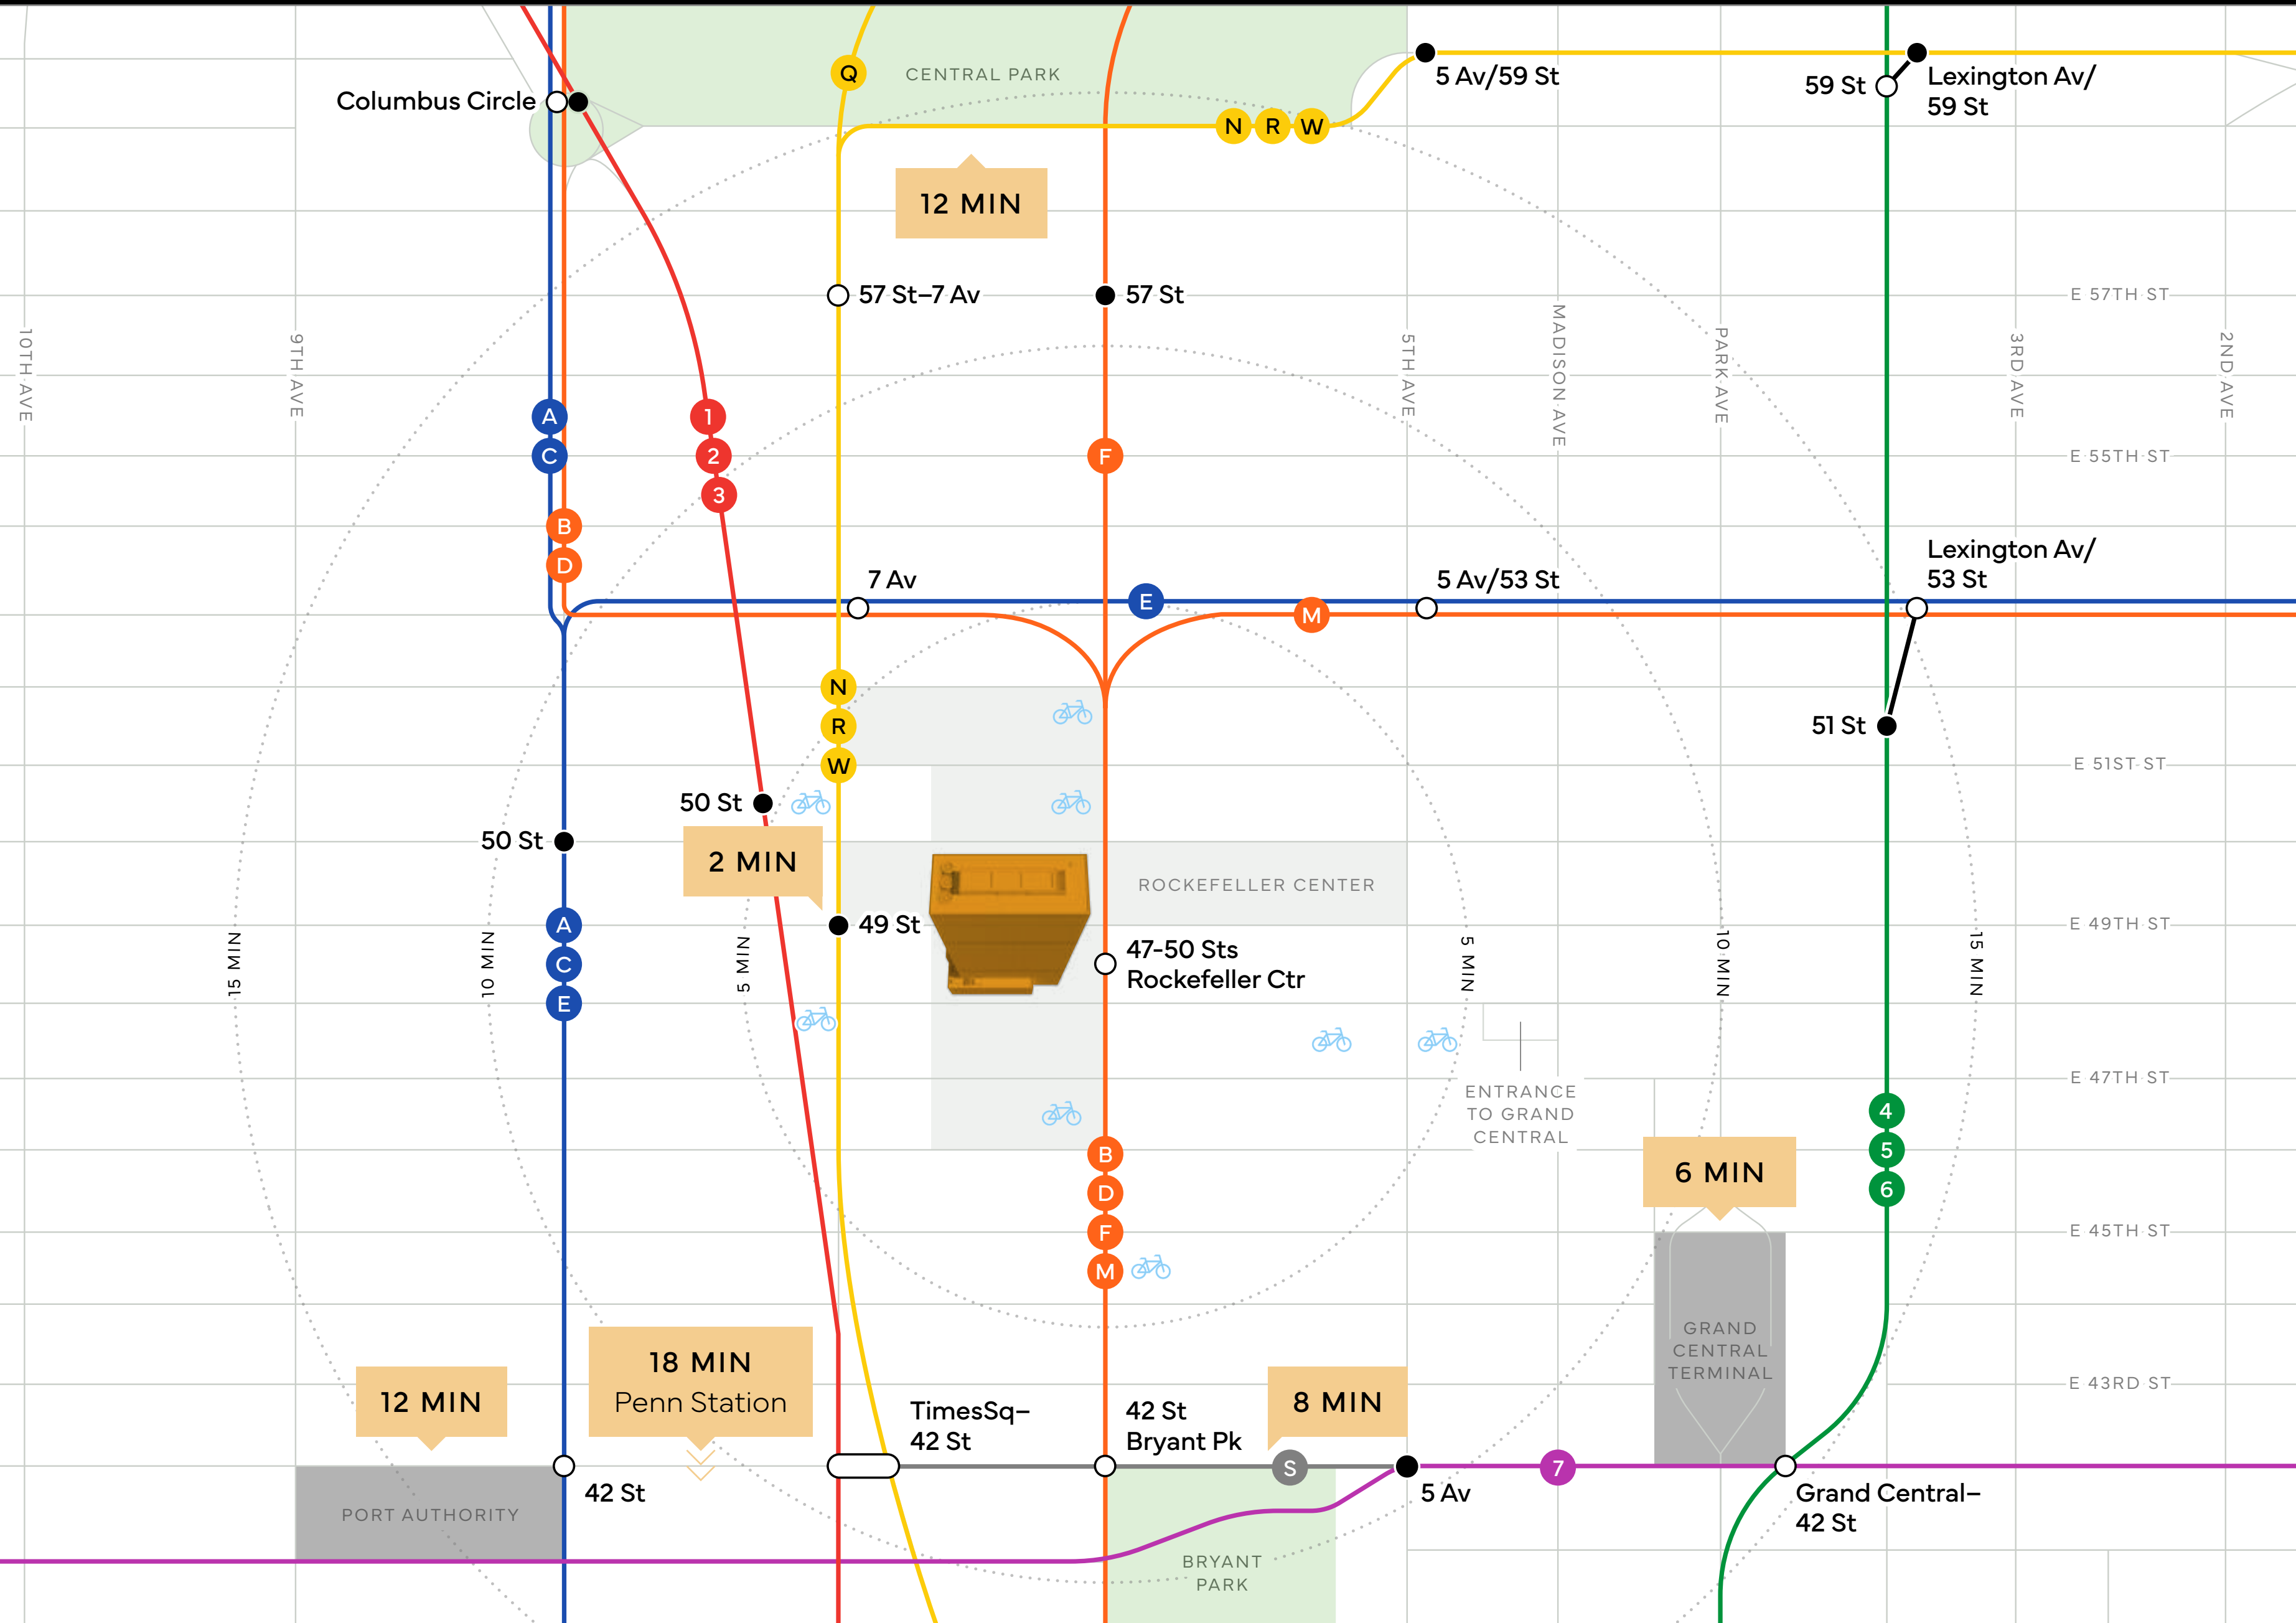 Q
CENTRAL PARK
5 Av/59 St
59 St
Lexington Av/
59 St
Columbus Circle
N R W
12 MIN
57 St–7 Av
57 St
E 57TH ST
10TH AVE
9TH AVE
5TH AVE
MADISON AVE
PARK AVE
3RD AVE
2ND AVE
A
C
1
2
3
F
E 55TH ST
B
D
7 Av
E
5 Av/53 St
M
Lexington Av/
53 St
N
R
W
51 St
E 51ST ST
50 St
50 St
2 MIN
ROCKEFELLER CENTER
49 St
E 49TH ST
A
C
E
47-50 Sts
Rockefeller Ctr
15 MIN
10 MIN
5 MIN
5 MIN
10 MIN
15 MIN
E 47TH ST
ENTRANCE
TO GRAND
CENTRAL
4
5
6
6 MIN
B
D
F
M
E 45TH ST
GRAND
CENTRAL
TERMINAL
E 43RD ST
12 MIN
18 MIN
Penn Station
TimesSq–
42 St
42 St
Bryant Pk
8 MIN
S
7
42 St
5 Av
Grand Central–
42 St
PORT AUTHORITY
BRYANT
PARK